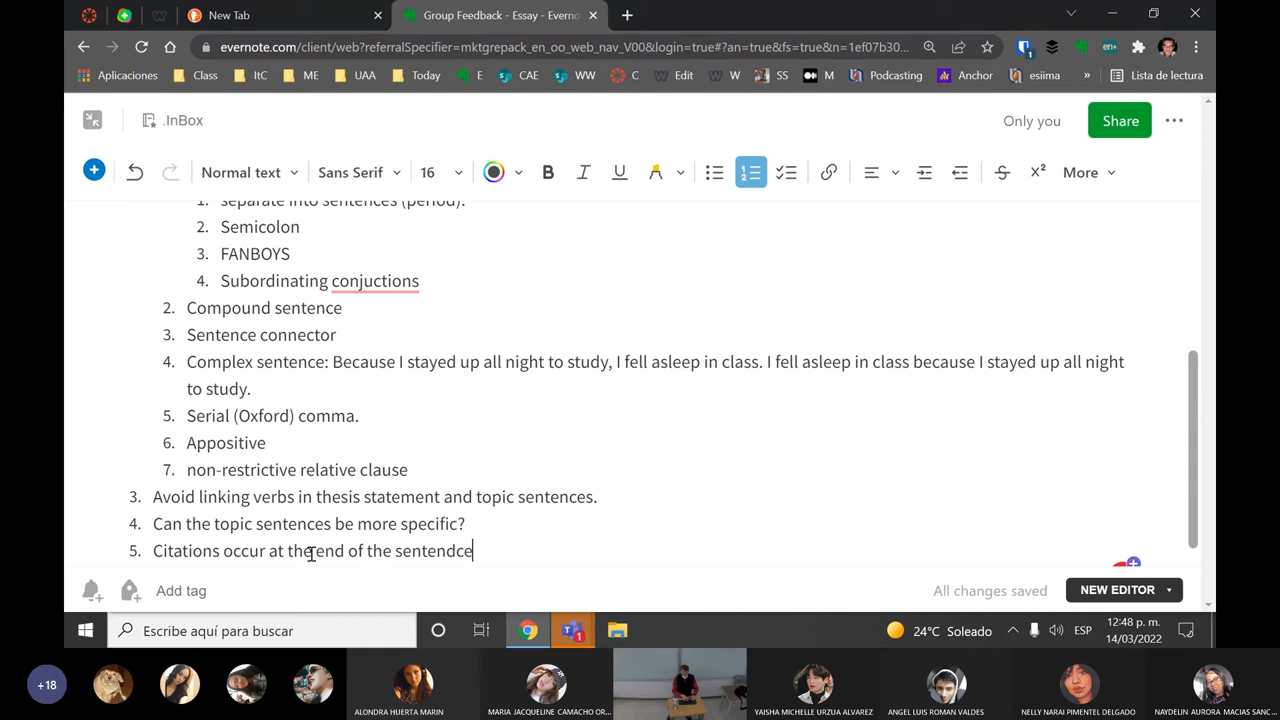 New Tab
Group Feedback - Essay - Everno
evernote.com/client/web?referralSpecifier=mktgrepack_en_oo_web_nav_V00&login=true#?an=true&fs=true&n=1ef07b30...
Aplicaciones Class ItC ME UAA Today E CAE WW C Edit W SS M Podcasting Anchor esiima » Lista de lectura
.InBox Only you Share
Normal text Sans Serif 16 B I U More
1. separate into sentences (period).
2. Semicolon
3. FANBOYS
4. Subordinating conjuctions
2. Compound sentence
3. Sentence connector
4. Complex sentence: Because I stayed up all night to study, I fell asleep in class. I fell asleep in class because I stayed up all night
to study.
5. Serial (Oxford) comma.
6. Appositive
7. non-restrictive relative clause
3. Avoid linking verbs in thesis statement and topic sentences.
4. Can the topic sentences be more specific?
5. Citations occur at the end of the sentendce
Add tag All changes saved NEW EDITOR
Escribe aquí para buscar 1 24°C Soleado ESP 12:48 p. m.
14/03/2022
+18
ALONDRA HUERTA MARIN MARIA JACQUELINE CAMACHO OR... YAISHA MICHELLE URZUA ALVAREZ ANGEL LUIS ROMAN VALDES NELLY NARAI PIMENTEL DELGADO NAYDELIN AURORA MACIAS SANC...